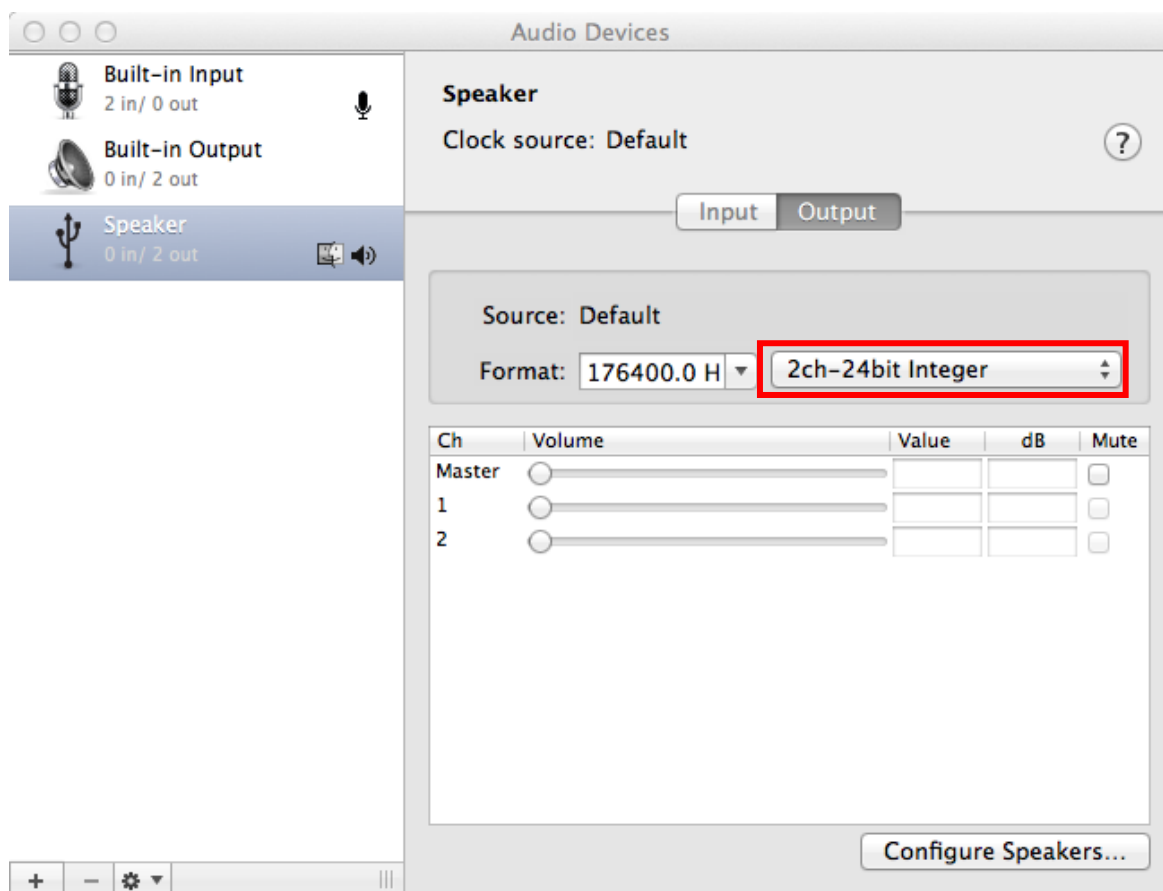 Audio Devices
Built-in Input
2 in/ 0 out
Built-in Output
0 in/ 2 out
Speaker
0 in/ 2 out
Speaker
Clock source: Default
?
Input Output
Source: Default
Format: 176400.0 H 2ch-24bit Integer
Ch Volume Value dB Mute
Master
1
2
Configure Speakers...